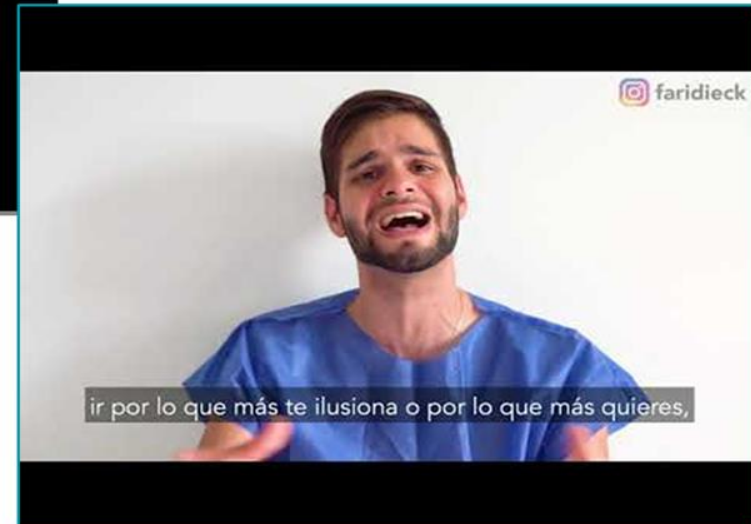 faridieck
ir por lo que más te ilusiona o por lo que más quieres,